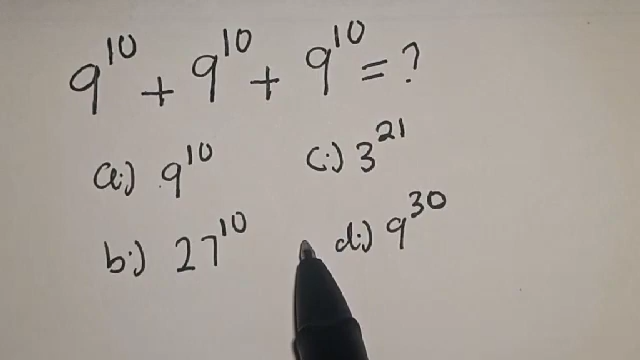 9^10 + 9^10 + 9^10 = ?
a.) 9^10 c.) 3^21
b.) 27^10 d.) 9^30